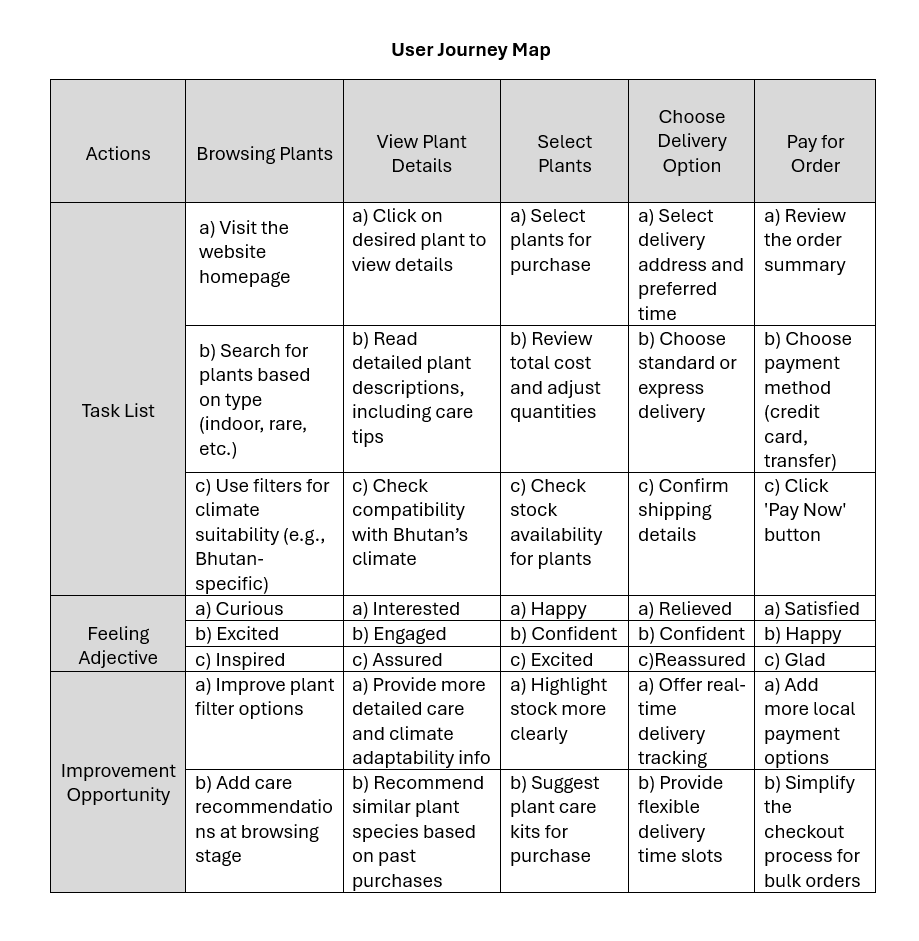 User Journey Map
Actions
Browsing Plants
View Plant
Details
Select
Plants
Choose
Delivery
Option
Pay for
Order
Task List
a) Visit the
website
homepage
a) Click on
desired plant to
view details
a) Select
plants for
purchase
a) Select
delivery
address and
preferred
time
a) Review
the order
summary
b) Search for
plants based
on type
(indoor, rare,
etc.)
b) Read
detailed plant
descriptions,
including care
tips
b) Review
total cost
and adjust
quantities
b) Choose
standard or
express
delivery
b) Choose
payment
method
(credit
card,
transfer)
c) Use filters for
climate
suitability (e.g.,
Bhutan-
specific)
c) Check
compatibility
with Bhutan’s
climate
c) Check
stock
availability
for plants
c) Confirm
shipping
details
c) Click
'Pay Now'
button
Feeling
Adjective
a) Curious
a) Interested
a) Happy
a) Relieved
a) Satisfied
b) Excited
b) Engaged
b) Confident
b) Confident
b) Happy
c) Inspired
c) Assured
c) Excited
c)Reassured
c) Glad
Improvement
Opportunity
a) Improve plant
filter options
a) Provide more
detailed care
and climate
adaptability info
a) Highlight
stock more
clearly
a) Offer real-
time
delivery
tracking
a) Add
more local
payment
options
b) Add care
recommendatio
ns at browsing
stage
b) Recommend
similar plant
species based
on past
purchases
b) Suggest
plant care
kits for
purchase
b) Provide
flexible
delivery
time slots
b) Simplify
the
checkout
process for
bulk orders